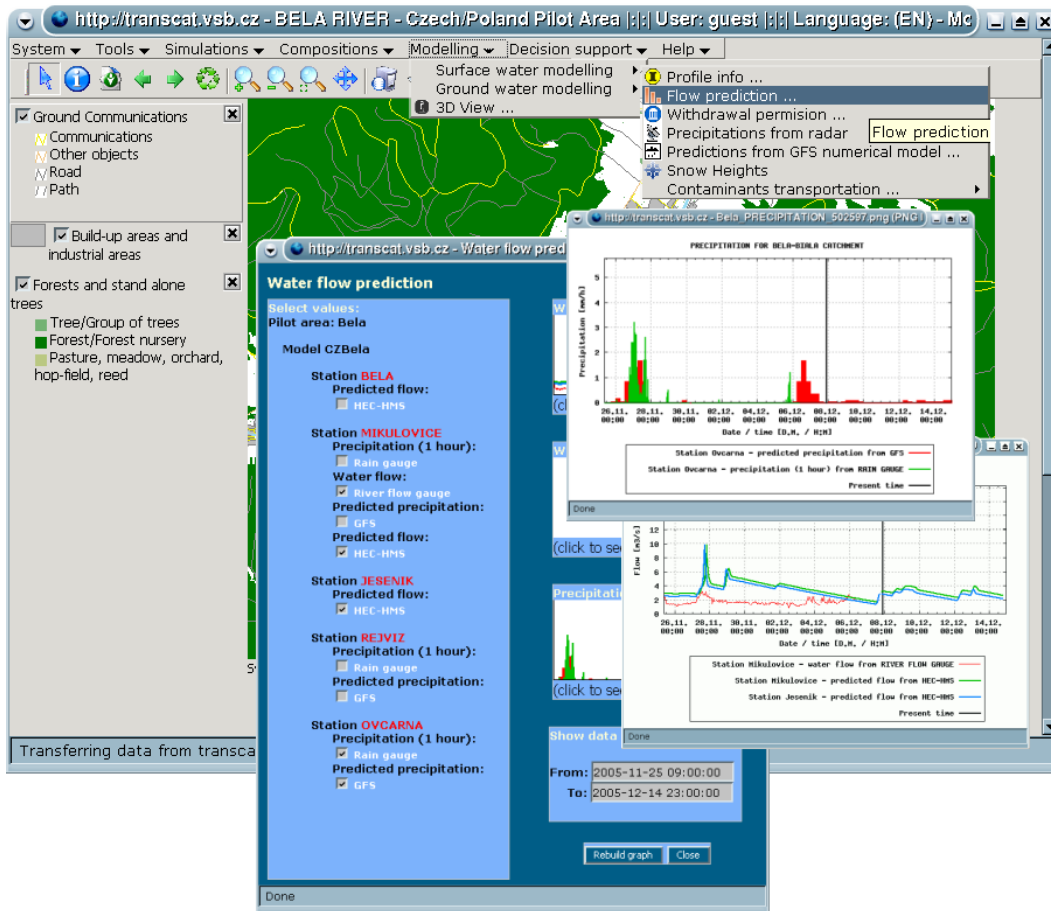 http://transcat.vsb.cz - BELA RIVER - Czech/Poland Pilot Area |:|:| User: guest |:|:| Language: (EN) - Mo
System Tools Simulations Compositions Modelling Decision support Help
Surface water modelling
Ground water modelling
3D View ...
Profile info ...
Flow prediction ...
Withdrawal permision ...
Precipitations from radar
Flow prediction
Predictions from GFS numerical model ...
Snow Heights
Contaminants transportation ...
Ground Communications
Communications
Other objects
Road
Path
Build-up areas and
industrial areas
Forests and stand alone
trees
Tree/Group of trees
Forest/Forest nursery
Pasture, meadow, orchard,
hop-field, reed
Transferring data from transca
http://transcat.vsb.cz - Water flow pred
Water flow prediction
Select values:
Pilot area: Bela
Model CZBela
Station BELA
Predicted flow:
HEC-HMS
Station MIKULOVICE
Precipitation (1 hour):
Rain gauge
Water flow:
River flow gauge
Predicted precipitation:
GFS
Predicted flow:
HEC-HMS
Station JESENIK
Predicted flow:
HEC-HMS
Station REJVIZ
Precipitation (1 hour):
Rain gauge
Predicted precipitation:
GFS
Station OVCARNA
Precipitation (1 hour):
Rain gauge
Predicted precipitation:
GFS
W
(cl
W
(click to se
Precipitati
(click to se
Show data
From: 2005-11-25 09:00:00
To: 2005-12-14 23:00:00
Rebuild graph Close
Done
http://transcat.vsb.cz - Bela_PRECIPITATION_502597.png (PNG
PRECIPITATION FOR BELA-BIALA CATCHMENT
Precipitation [mm/h]
5
4
3
2
1
0
26.11. 28.11. 30.11. 02.12. 04.12. 06.12. 08.12. 10.12. 12.12. 14.12.
00:00 00:00 00:00 00:00 00:00 00:00 00:00 00:00 00:00 00:00
Date / time [D.M. / H:M]
Station Ovcarna - predicted precipitation from GFS
Station Ovcarna - precipitation (1 hour) from RAIN GAUGE
Present time
Done
Flow [m3/s]
12
10
8
6
4
2
0
26.11. 28.11. 30.11. 02.12. 04.12. 06.12. 08.12. 10.12. 12.12. 14.12.
00:00 00:00 00:00 00:00 00:00 00:00 00:00 00:00 00:00 00:00
Date / time [D.M. / H:M]
Station Mikulovice - water flow from RIVER FLOW GAUGE
Station Mikulovice - predicted flow from HEC-HMS
Station Jesenik - predicted flow from HEC-HMS
Present time
Done